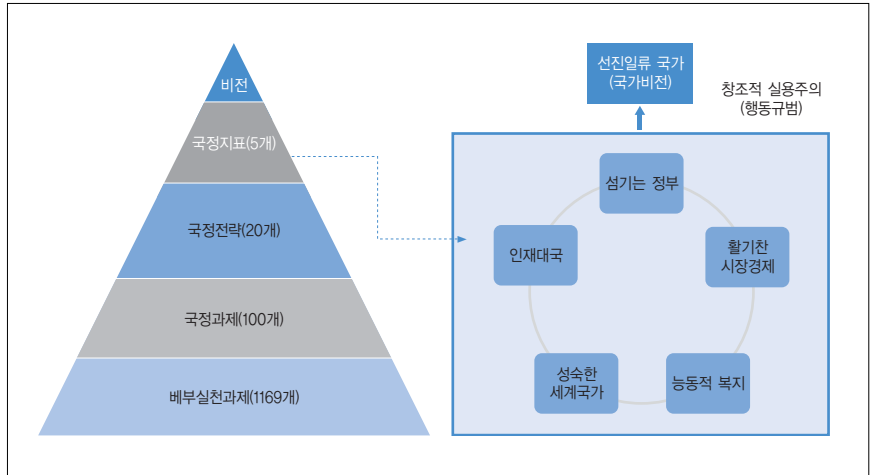 비전
국정지표(5개)
국정전략(20개)
국정과제(100개)
베부실천과제(1169개)
선진일류 국가
(국가비전)
창조적 실용주의
(행동규범)
섬기는 정부
인재대국
활기찬
시장경제
성숙한
세계국가
능동적 복지